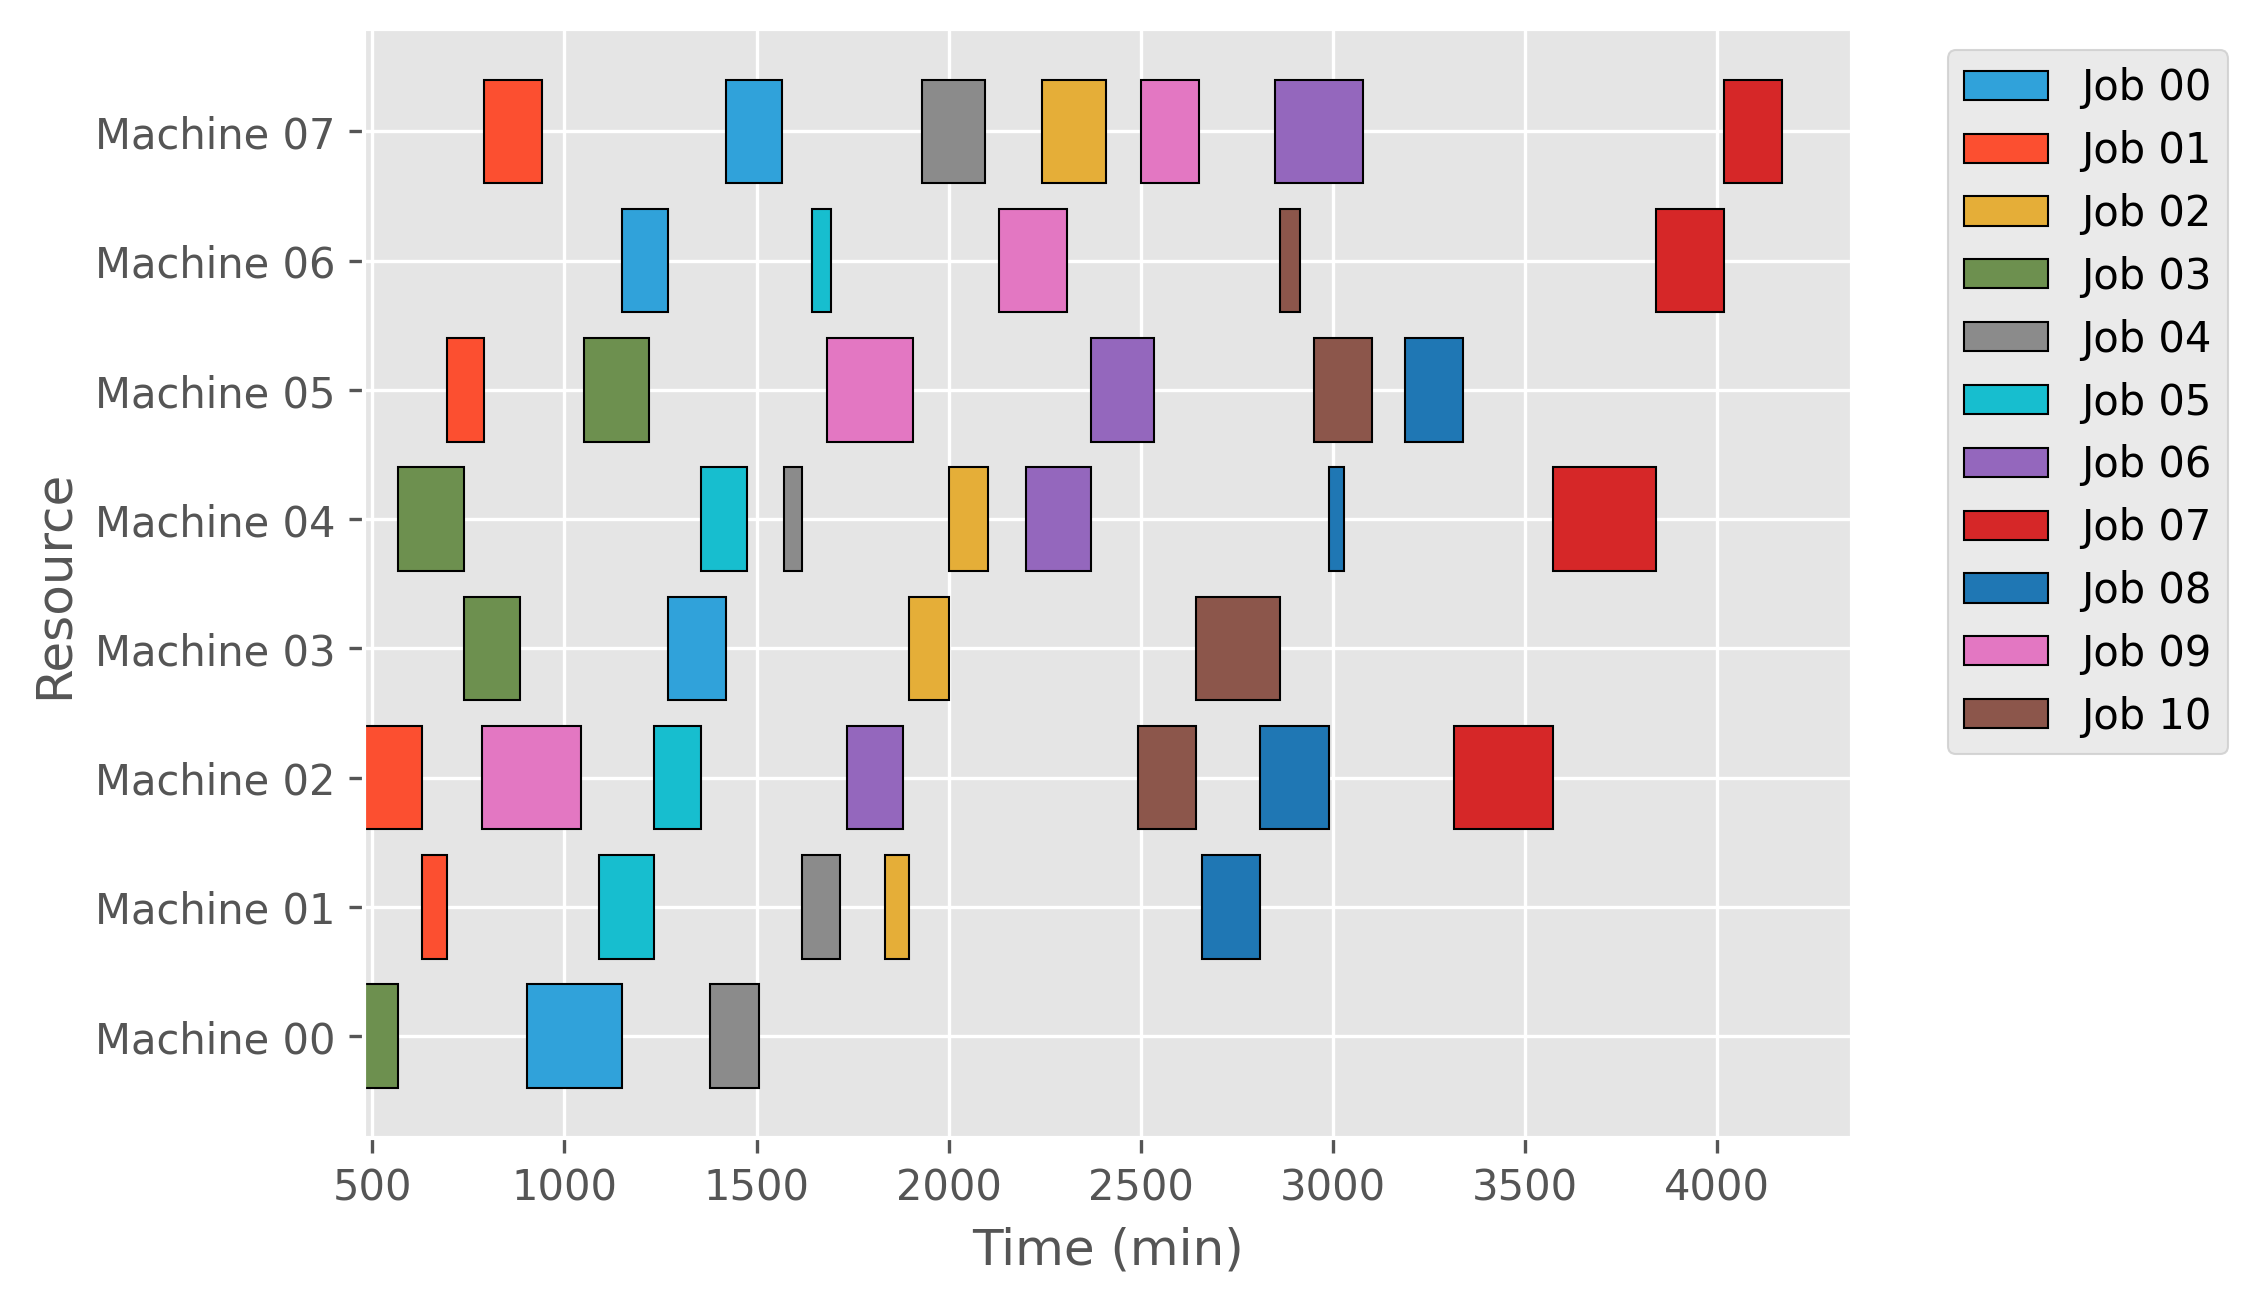 Machine 07
Machine 06
Machine 05
Machine 04
Machine 03
Machine 02
Machine 01
Machine 00
Resource
500 1000 1500 2000 2500 3000 3500 4000
Time (min)
Job 00
Job 01
Job 02
Job 03
Job 04
Job 05
Job 06
Job 07
Job 08
Job 09
Job 10